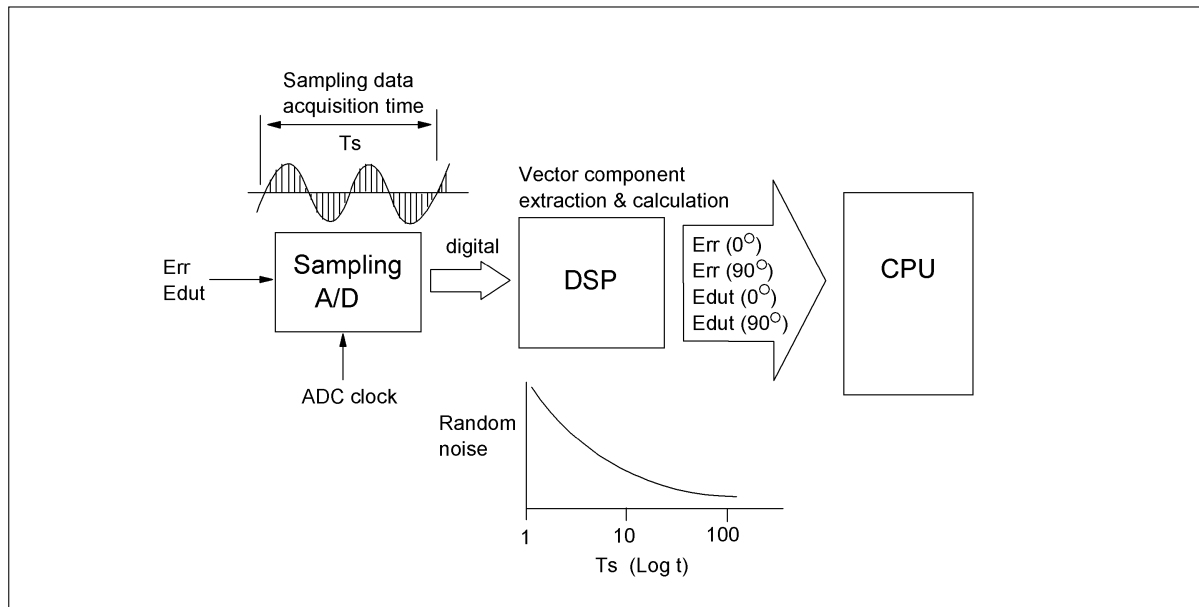 Sampling data
acquisition time
Ts
Vector component
extraction & calculation
Err
Edut
Sampling
A/D
digital
DSP
Err (0°)
Err (90°)
Edut (0°)
Edut (90°)
CPU
ADC clock
Random
noise
1
10
100
Ts (Log t)